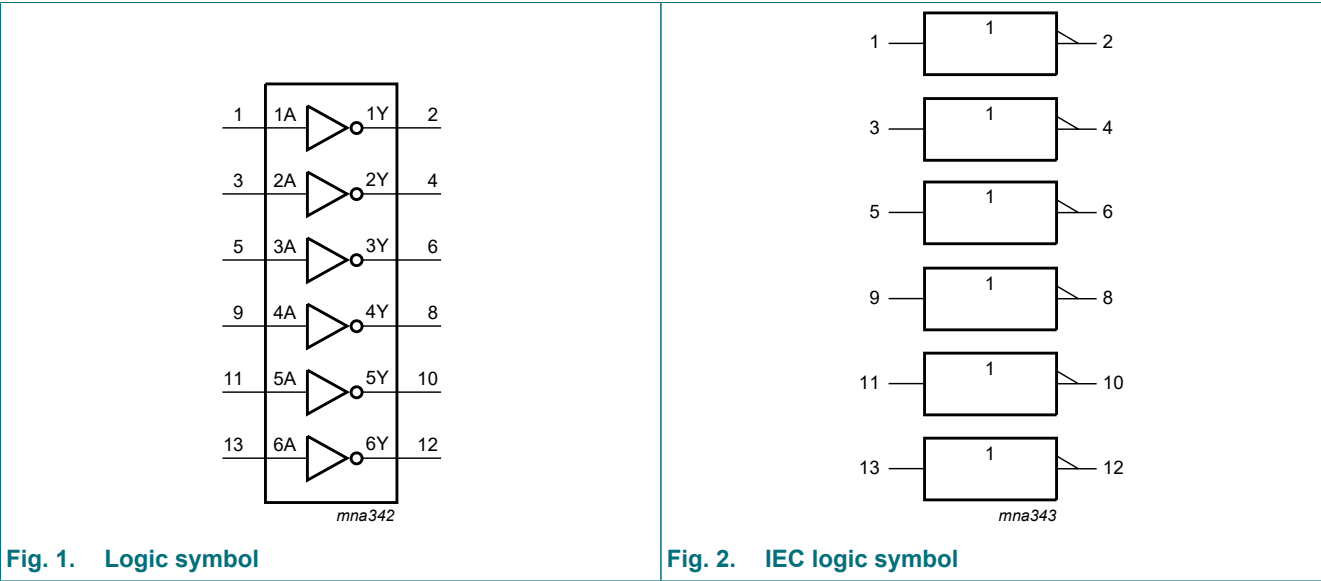 1 1A 1Y 2
3 2A 2Y 4
5 3A 3Y 6
9 4A 4Y 8
11 5A 5Y 10
13 6A 6Y 12
mna342
Fig. 1. Logic symbol
1 1 2
3 1 4
5 1 6
9 1 8
11 1 10
13 1 12
mna343
Fig. 2. IEC logic symbol